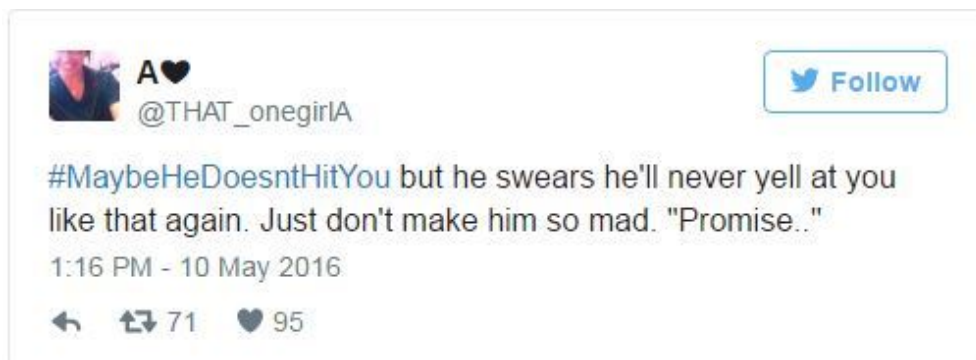 A🖤
Follow
@THAT_onegirlA
#MaybeHeDoesntHitYou but he swears he'll never yell at you
like that again. Just don't make him so mad. "Promise.."
1:16 PM - 10 May 2016
71 95